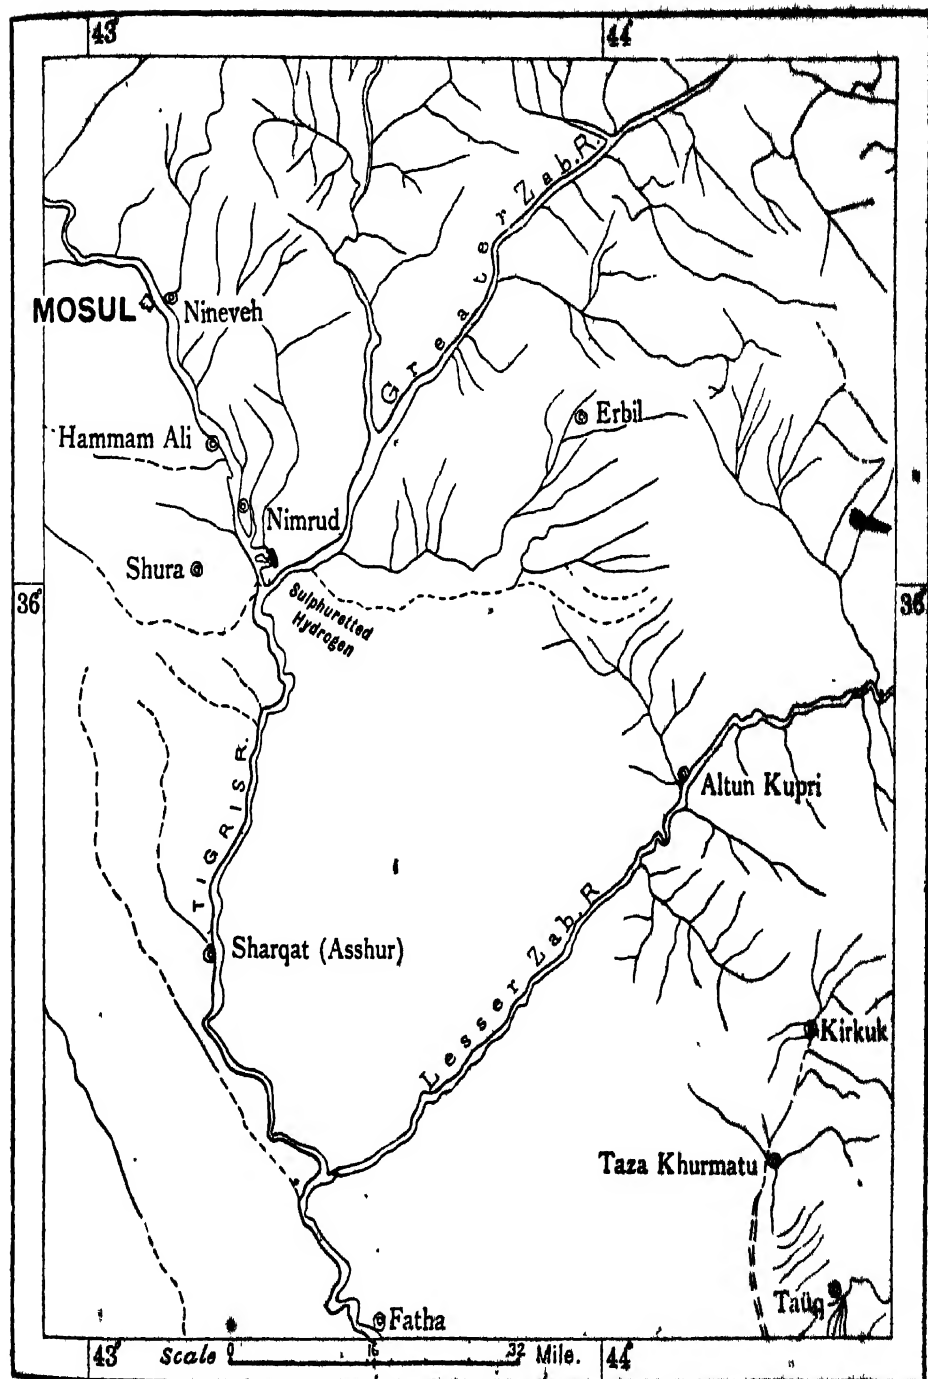 43° 44°
Greater Zab. R.
MOSUL
Nineveh
Erbil
Hammam Ali
Nimrud
Shura
36° 36°
Sulphuretted
Hydrogen
TIGRIS R.
Altun Kupri
Sharqat (Asshur)
Lesser Zab. R
Kirkuk
Taza Khurmatu
Taüq
Fatha
43° 44°
Scale 0 16 32 Mile.